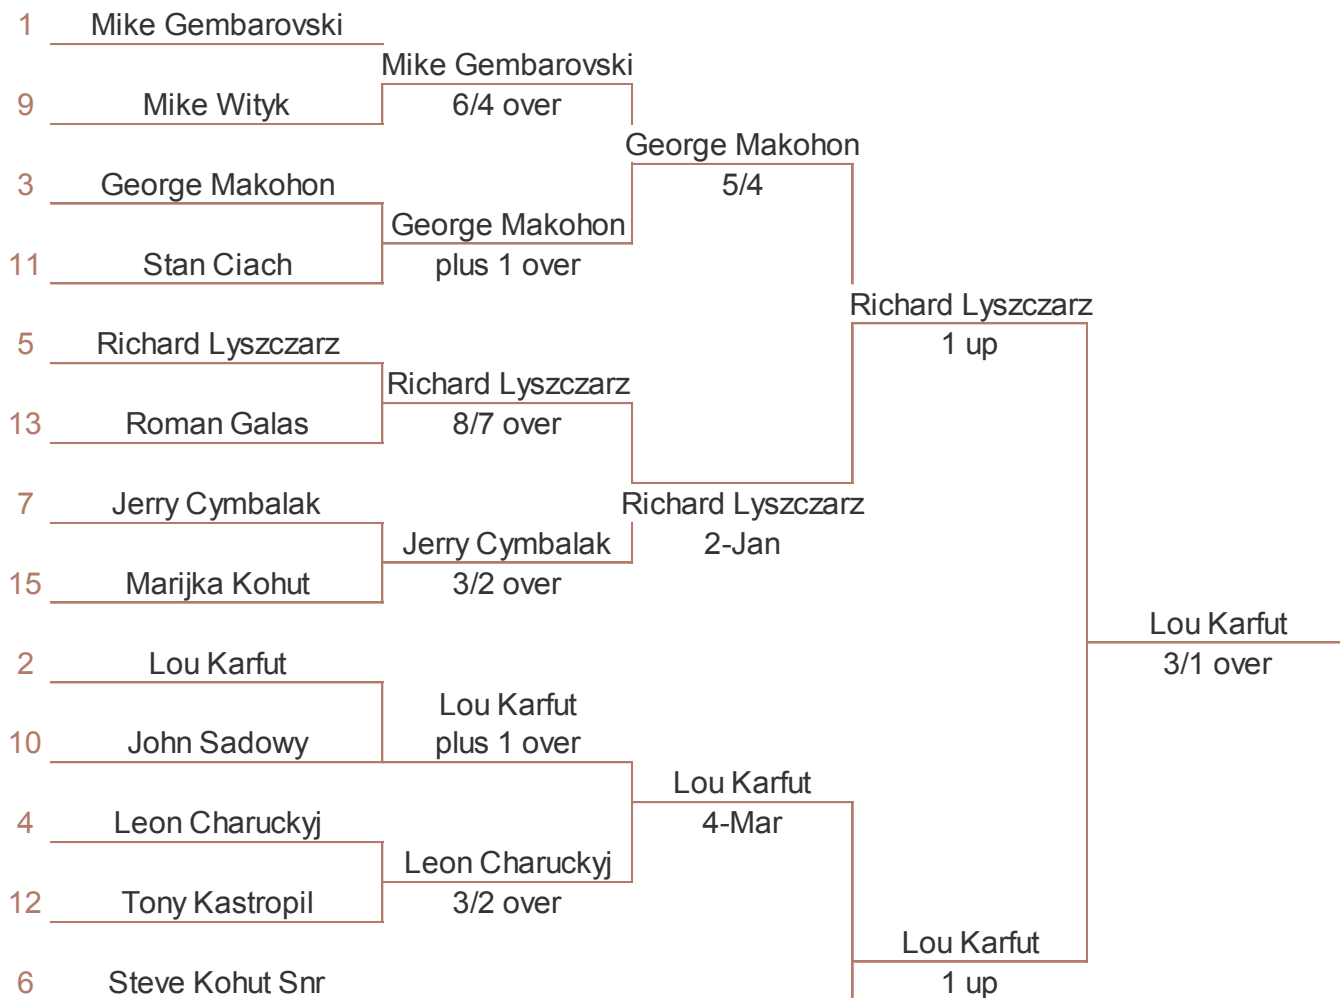 1 Mike Gembarovski
Mike Gembarovski
9 Mike Wityk 6/4 over
George Makohon
3 George Makohon 5/4
George Makohon
11 Stan Ciach plus 1 over
Richard Lyszczarz
5 Richard Lyszczarz 1 up
Richard Lyszczarz
13 Roman Galas 8/7 over
7 Jerry Cymbalak Richard Lyszczarz
Jerry Cymbalak 2-Jan
15 Marijka Kohut 3/2 over
Lou Karfut
2 Lou Karfut 3/1 over
Lou Karfut
10 John Sadowy plus 1 over
Lou Karfut
4 Leon Charuckyj 4-Mar
Leon Charuckyj
12 Tony Kastropil 3/2 over
Lou Karfut
6 Steve Kohut Snr 1 up